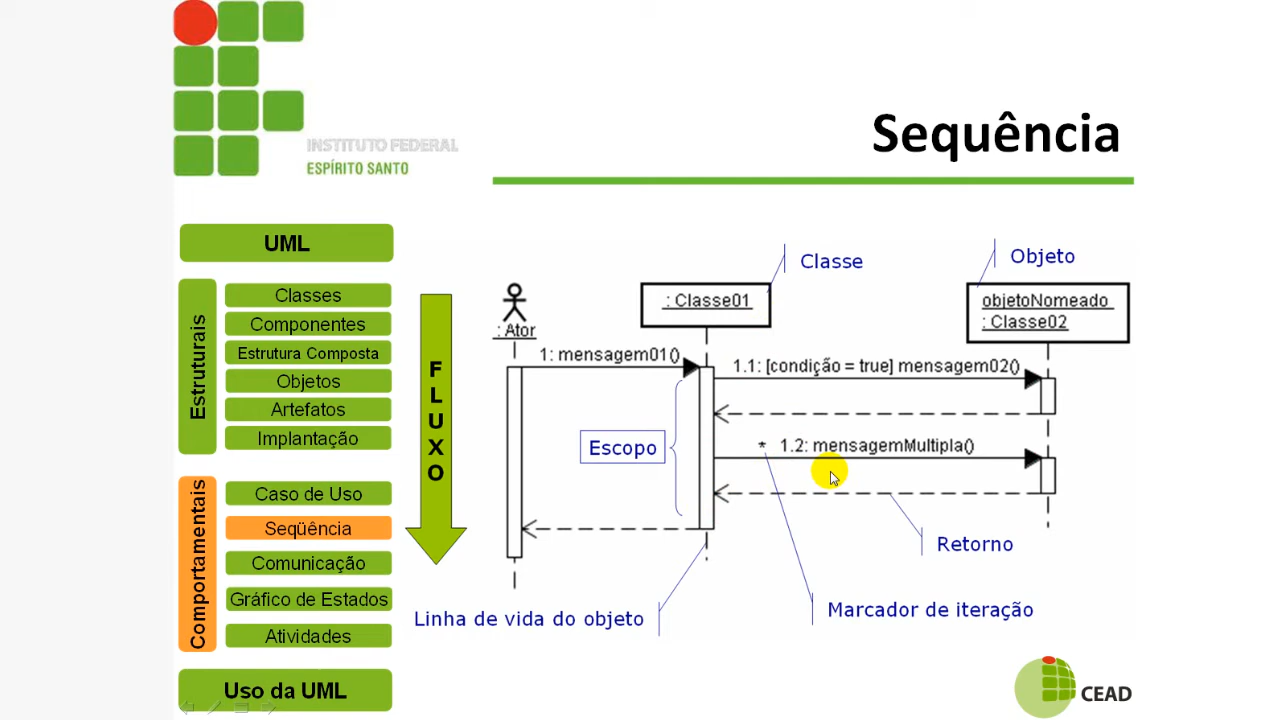 INSTITUTO FEDERAL
ESPÍRITO SANTO
Sequência
UML
Estruturais
Classes
Componentes
Estrutura Composta
Objetos
Artefatos
Implantação
Comportamentais
Caso de Uso
Seqüência
Comunicação
Gráfico de Estados
Atividades
Uso da UML
FLUXO
Classe
Objeto
: Ator
: Classe01
objetoNomeado
: Classe02
1: mensagem01()
1.1: [condição = true] mensagem02()
Escopo
* 1.2: mensagemMultipla()
Retorno
Linha de vida do objeto
Marcador de iteração
CEAD